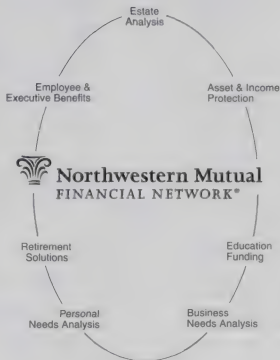 Estate
Analysis
Employee &
Executive Benefits
Asset & Income
Protection
Northwestern Mutual
FINANCIAL NETWORK®
Retirement
Solutions
Education
Funding
Personal
Needs Analysis
Business
Needs Analysis